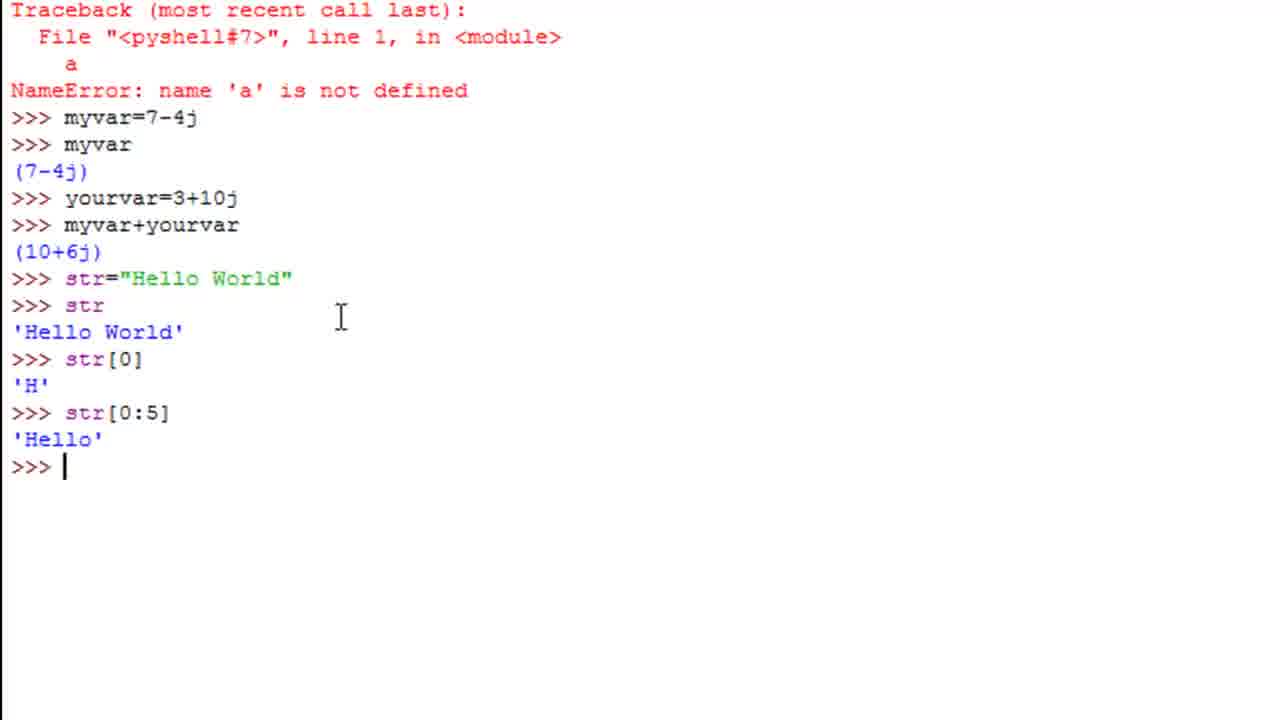 Traceback (most recent call last):
  File "<pyshell#7>", line 1, in <module>
    a
NameError: name 'a' is not defined
>>> myvar=7-4j
>>> myvar
(7-4j)
>>> yourvar=3+10j
>>> myvar+yourvar
(10+6j)
>>> str="Hello World"
>>> str
'Hello World'
>>> str[0]
'H'
>>> str[0:5]
'Hello'
>>>